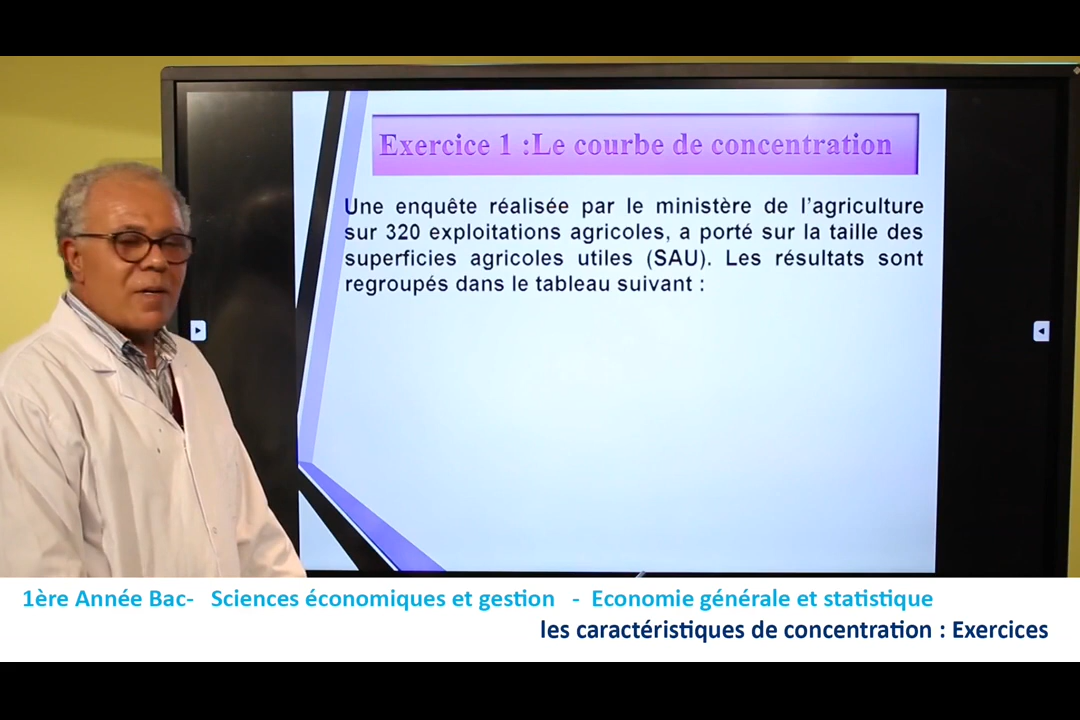 Exercice 1 :Le courbe de concentration
Une enquête réalisée par le ministère de l'agriculture
sur 320 exploitations agricoles, a porté sur la taille des
superficies agricoles utiles (SAU). Les résultats sont
regroupés dans le tableau suivant :
1ère Année Bac- Sciences économiques et gestion - Economie générale et statistique
les caractéristiques de concentration : Exercices